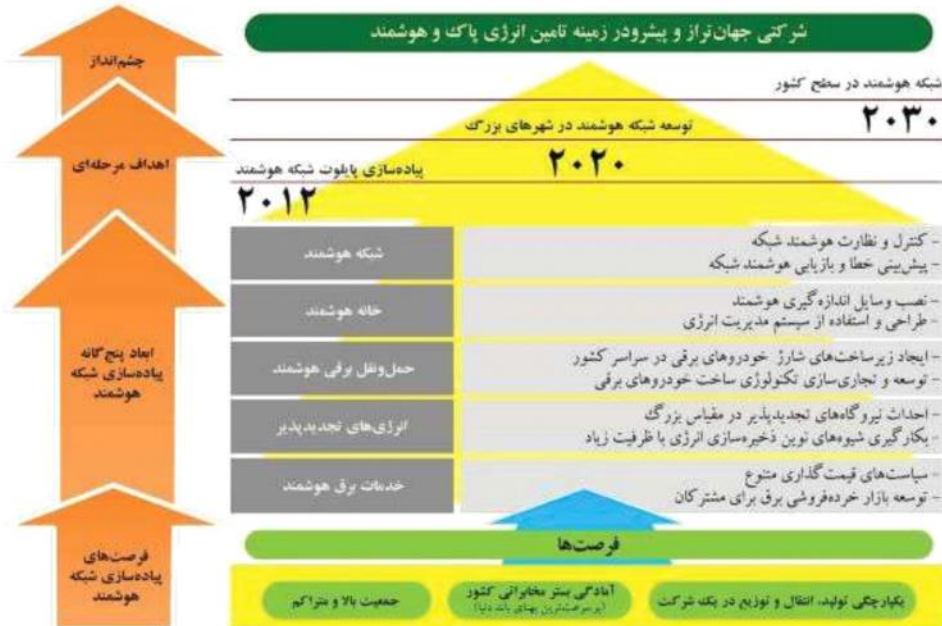 شرکتی جهان‌تراز و پیشرودر زمینه تامین انرژی پاک و هوشمند
چشم‌انداز
شبکه هوشمند در سطح کشور
۲۰۳۰
توسعه شبکه هوشمند در شهرهای بزرگ
۲۰۲۰
پیاده‌سازی پایلوت شبکه هوشمند
۲۰۱۲
اهداف مرحله‌ای
ابعاد پنج‌گانه
پیاده‌سازی شبکه
هوشمند
شبکه هوشمند
- کنترل و نظارت هوشمند شبکه
- پیش‌بینی خطا و بازیابی هوشمند شبکه
خانه هوشمند
- نصب وسایل اندازه‌گیری هوشمند
- طراحی و استفاده از سیستم مدیریت انرژی
حمل‌ونقل برقی هوشمند
- ایجاد زیرساخت‌های شارژ خودروهای برقی در سراسر کشور
- توسعه و تجاری‌سازی تکنولوژی ساخت خودروهای برقی
انرژی‌های تجدیدپذیر
- احداث نیروگاه‌های تجدیدپذیر در مقیاس بزرگ
- بکارگیری شیوه‌های نوین ذخیره‌سازی انرژی با ظرفیت زیاد
خدمات برق هوشمند
- سیاست‌های قیمت‌گذاری متنوع
- توسعه بازار خرده‌فروشی برق برای مشترکان
فرصت‌های
پیاده‌سازی شبکه
هوشمند
فرصت‌ها
یکپارچگی تولید، انتقال و توزیع در یک شرکت
آمادگی بستر مخابراتی کشور
(پرسرعت‌ترین پهنای باند دنیا)
جمعیت بالا و متراکم